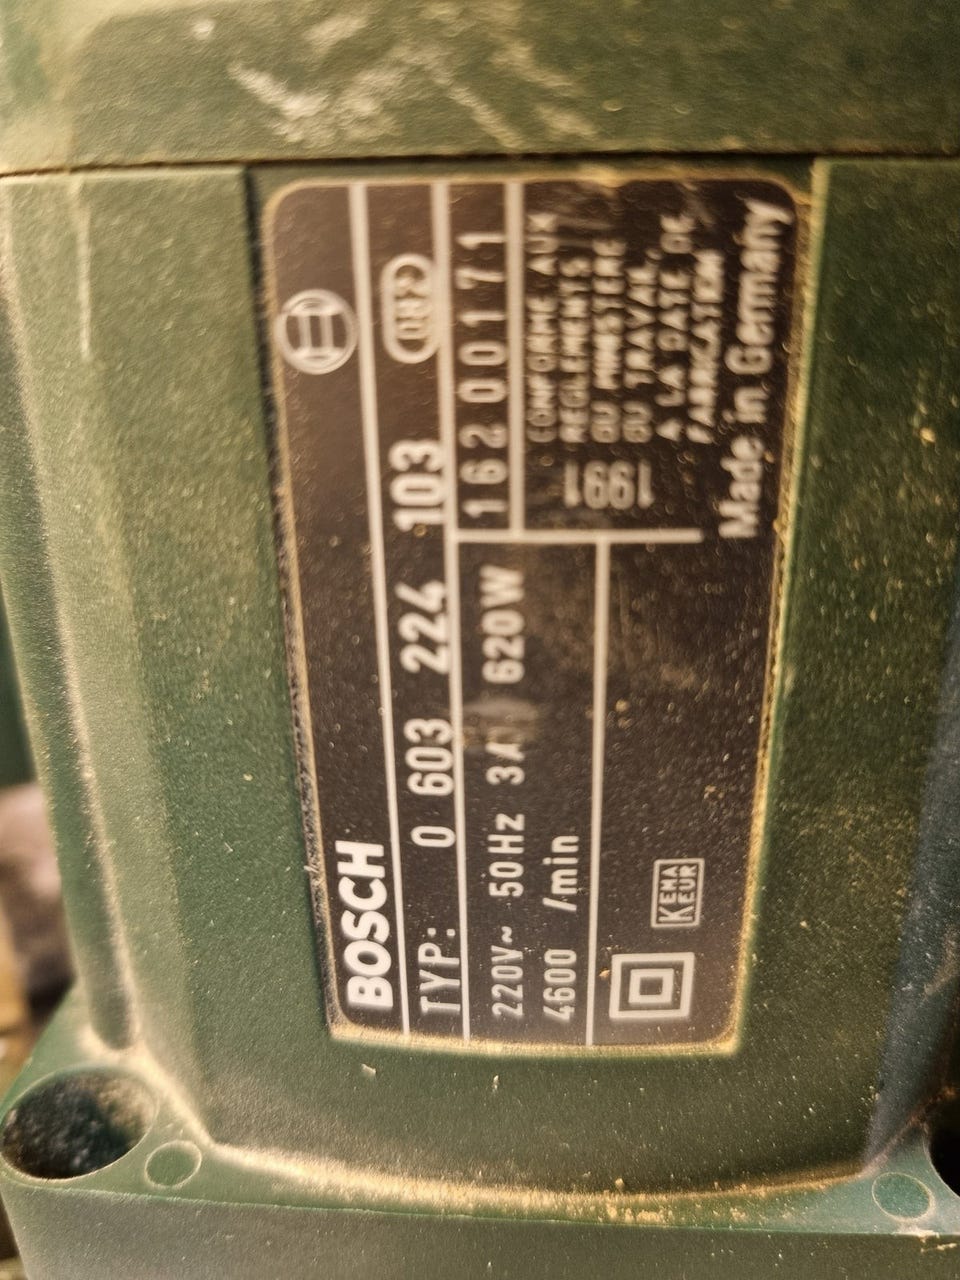 BOSCH
TYP: 0 603 224 103
220V~ 50Hz 3A 620W
4600 /min
162 00171
1991
CONFORME AUX
REGLEMENTS
DU MINISTERE
DU TRAVAIL,
A LA DATE DE
FABRICATION
Made in Germany
KEMA
KEUR